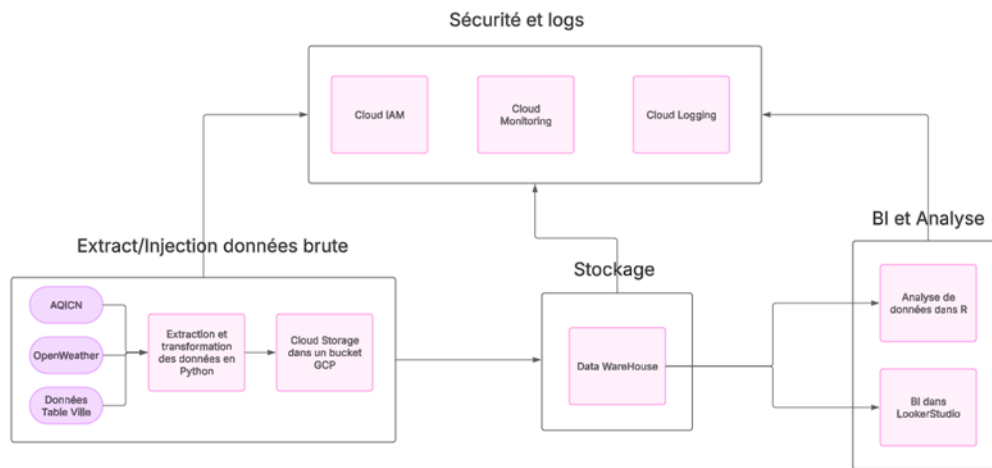 Sécurité et logs
Cloud IAM
Cloud
Monitoring
Cloud Logging
Extract/Injection données brute
AQICN
OpenWeather
Données
Table Ville
Extraction et
transformation
des données en
Python
Cloud Storage
dans un bucket
GCP
Stockage
Data WareHouse
BI et Analyse
Analyse de
données dans R
BI dans
LookerStudio